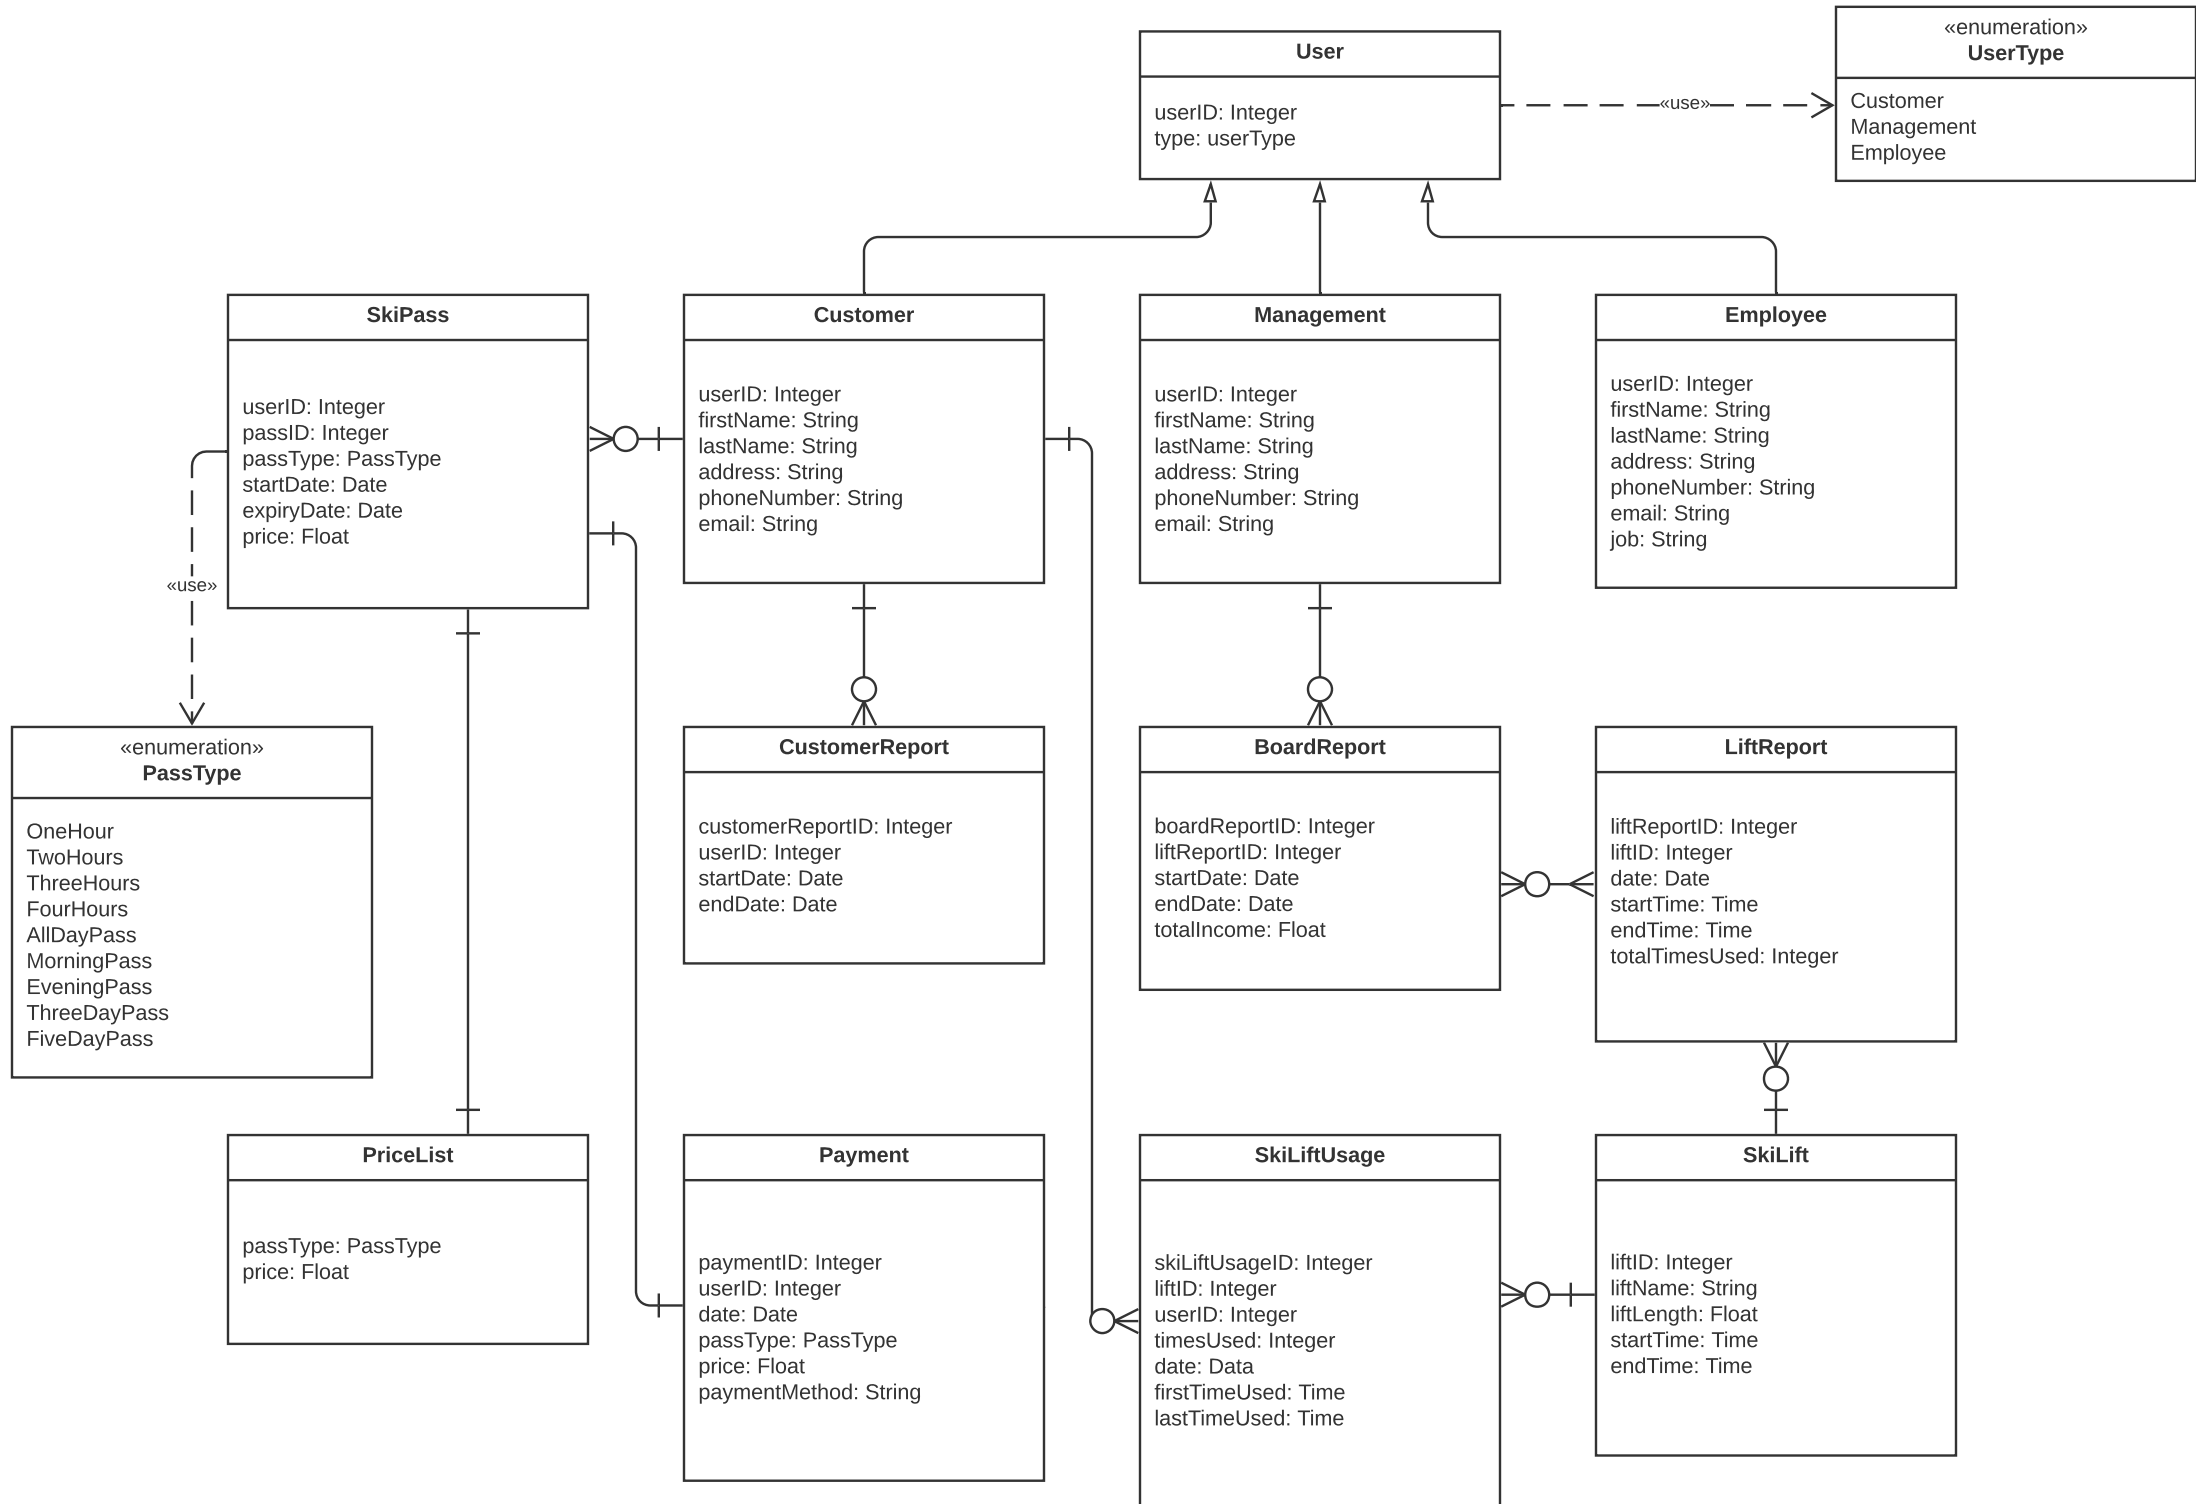 User
userID: Integer
type: userType
«use»
«enumeration»
UserType
Customer
Management
Employee
SkiPass
userID: Integer
passID: Integer
passType: PassType
startDate: Date
expiryDate: Date
price: Float
Customer
userID: Integer
firstName: String
lastName: String
address: String
phoneNumber: String
email: String
Management
userID: Integer
firstName: String
lastName: String
address: String
phoneNumber: String
email: String
Employee
userID: Integer
firstName: String
lastName: String
address: String
phoneNumber: String
email: String
job: String
«use»
«enumeration»
PassType
OneHour
TwoHours
ThreeHours
FourHours
AllDayPass
MorningPass
EveningPass
ThreeDayPass
FiveDayPass
CustomerReport
customerReportID: Integer
userID: Integer
startDate: Date
endDate: Date
BoardReport
boardReportID: Integer
liftReportID: Integer
startDate: Date
endDate: Date
totalIncome: Float
LiftReport
liftReportID: Integer
liftID: Integer
date: Date
startTime: Time
endTime: Time
totalTimesUsed: Integer
PriceList
passType: PassType
price: Float
Payment
paymentID: Integer
userID: Integer
date: Date
passType: PassType
price: Float
paymentMethod: String
SkiLiftUsage
skiLiftUsageID: Integer
liftID: Integer
userID: Integer
timesUsed: Integer
date: Data
firstTimeUsed: Time
lastTimeUsed: Time
SkiLift
liftID: Integer
liftName: String
liftLength: Float
startTime: Time
endTime: Time